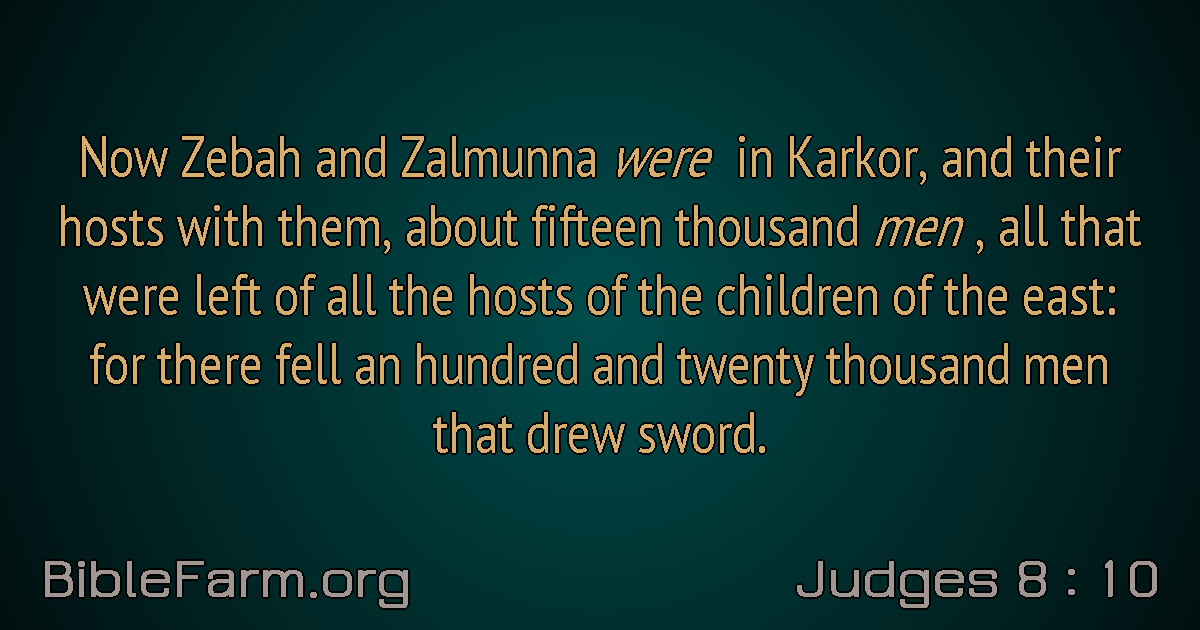 Now Zebah and Zalmunna were in Karkor, and their
hosts with them, about fifteen thousand men , all that
were left of all the hosts of the children of the east:
for there fell an hundred and twenty thousand men
that drew sword.
BibleFarm.org
Judges 8 : 10